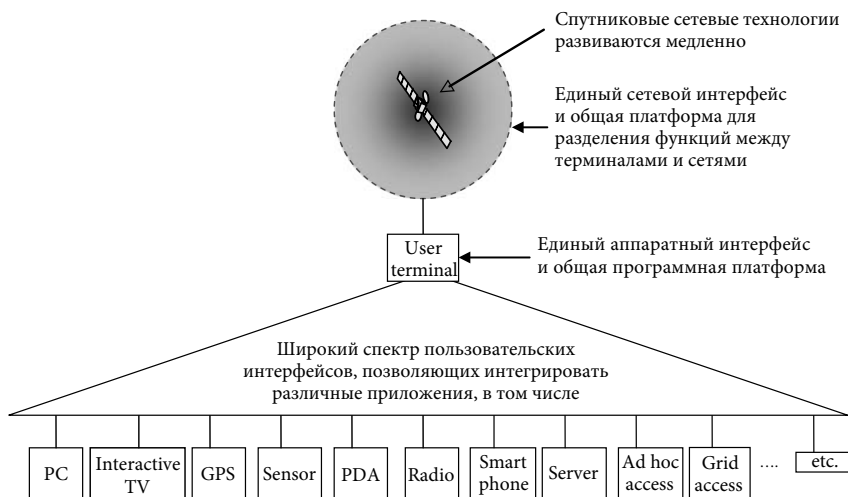 Спутниковые сетевые технологии
развиваются медленно
Единый сетевой интерфейс
и общая платформа для
разделения функций между
терминалами и сетями
User
terminal
Единый аппаратный интерфейс
и общая программная платформа
Широкий спектр пользовательских
интерфейсов, позволяющих интегрировать
различные приложения, в том числе
PC
Interactive
TV
GPS
Sensor
PDA
Radio
Smart
phone
Server
Ad hoc
access
Grid
access
....
etc.